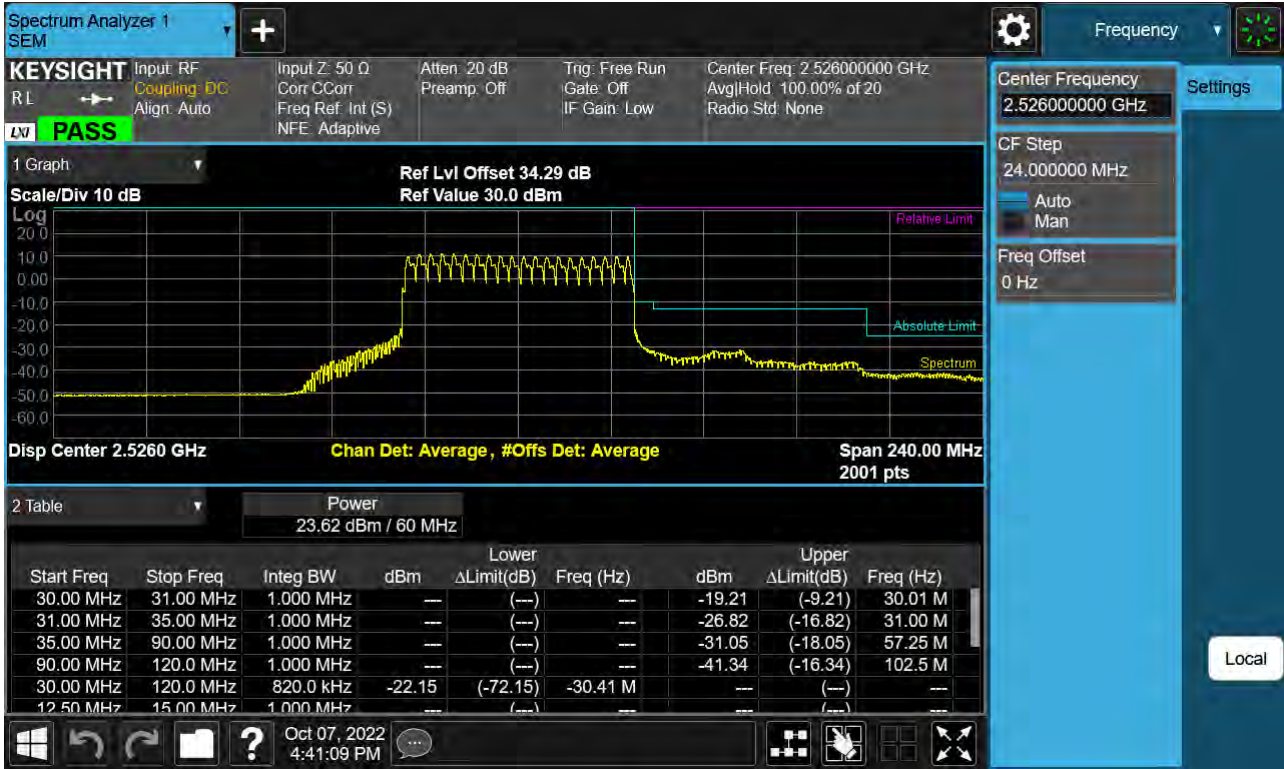 Spectrum Analyzer 1
SEM
Frequency
KEYSIGHT
R L
LXI
PASS
Input: RF
Coupling: DC
Align: Auto
Input Z: 50 Ω
Corr CCorr
Freq Ref: Int (S)
NFE: Adaptive
Atten: 20 dB
Preamp: Off
Trig: Free Run
Gate: Off
IF Gain: Low
Center Freq: 2.526000000 GHz
Avg|Hold: 100.00% of 20
Radio Std: None
Center Frequency
2.526000000 GHz
Settings
CF Step
24.000000 MHz
Auto
Man
Freq Offset
0 Hz
1 Graph
Ref Lvl Offset 34.29 dB
Scale/Div 10 dB
Ref Value 30.0 dBm
Log
20.0
10.0
0.00
-10.0
-20.0
-30.0
-40.0
-50.0
-60.0
Relative Limit
Absolute Limit
Spectrum
Disp Center 2.5260 GHz
Chan Det: Average , #Offs Det: Average
Span 240.00 MHz
2001 pts
2 Table
Power
23.62 dBm / 60 MHz
Lower Upper
Start Freq Stop Freq Integ BW dBm ΔLimit(dB) Freq (Hz) dBm ΔLimit(dB) Freq (Hz)
30.00 MHz 31.00 MHz 1.000 MHz --- (---) --- -19.21 (-9.21) 30.01 M
31.00 MHz 35.00 MHz 1.000 MHz --- (---) --- -26.82 (-16.82) 31.00 M
35.00 MHz 90.00 MHz 1.000 MHz --- (---) --- -31.05 (-18.05) 57.25 M
90.00 MHz 120.0 MHz 1.000 MHz --- (---) --- -41.34 (-16.34) 102.5 M
30.00 MHz 120.0 MHz 820.0 kHz -22.15 (-72.15) -30.41 M --- (---) ---
12.50 MHz 15.00 MHz 1.000 MHz --- (---) --- --- (---) ---
Local
?
Oct 07, 2022
4:41:09 PM